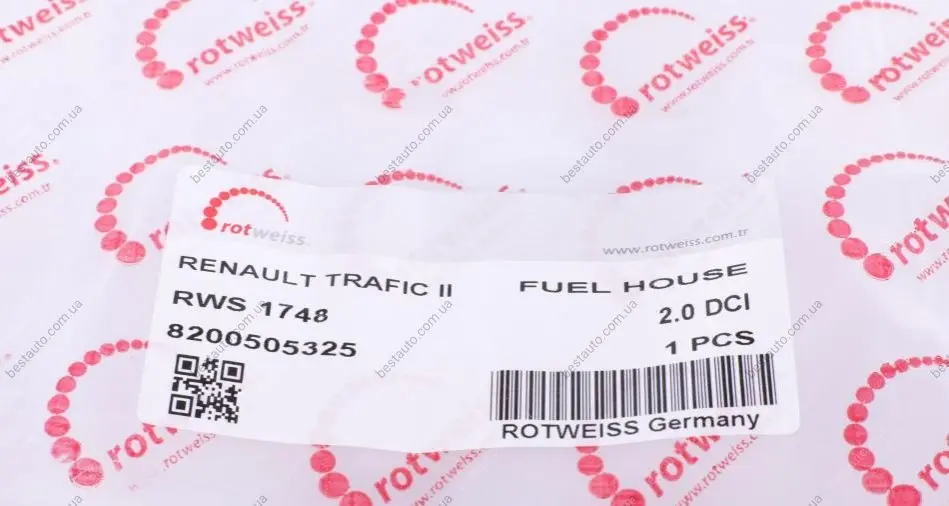 rotweiss
www.rotweiss.com.tr
RENAULT TRAFIC II
FUEL HOUSE
RWS 1748
2.0 DCI
8200505325
1 PCS
ROTWEISS Germany
rotweiss
www.rotweiss.com.tr
bestauto.com.ua